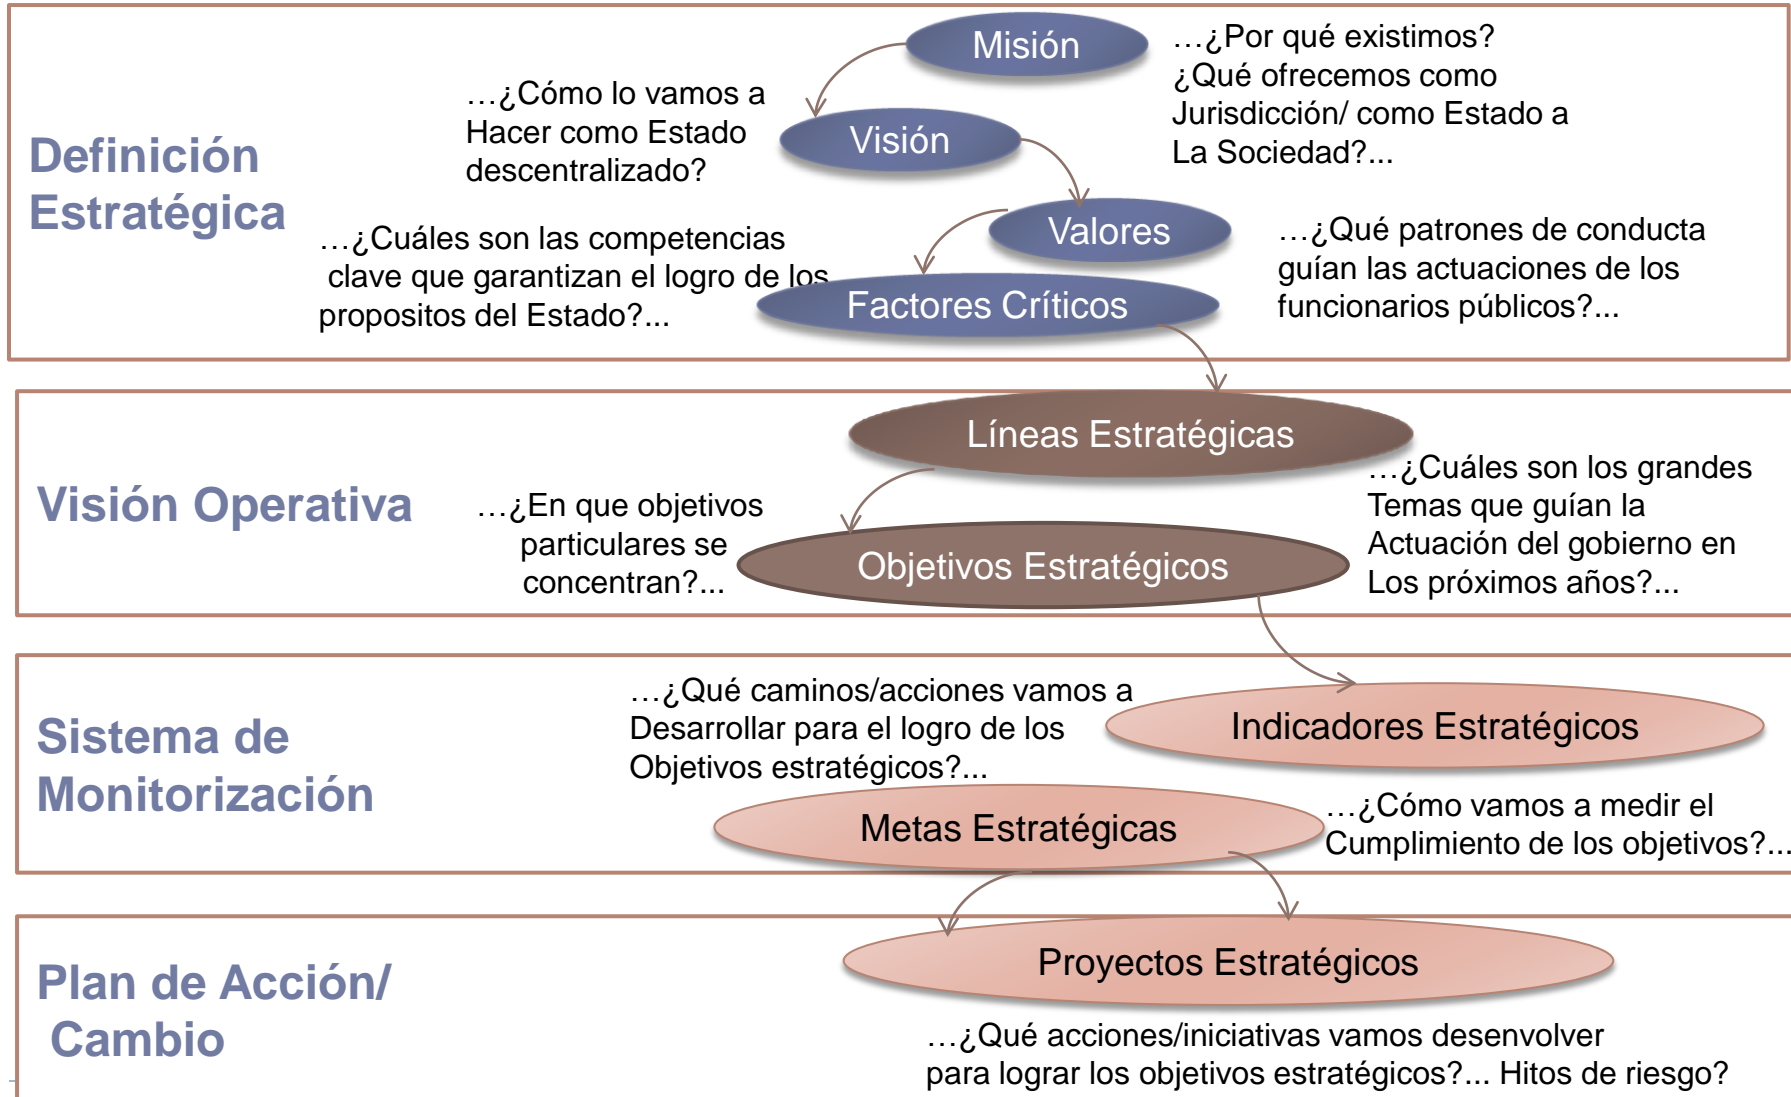 Misión
…¿Por qué existimos?
¿Qué ofrecemos como
Jurisdicción/ como Estado a
La Sociedad?...
…¿Cómo lo vamos a
Hacer como Estado
descentralizado?
Visión
Definición
Estratégica
Valores
…¿Qué patrones de conducta
guían las actuaciones de los
funcionarios públicos?...
…¿Cuáles son las competencias
clave que garantizan el logro de los
propositos del Estado?...
Factores Críticos
Líneas Estratégicas
Visión Operativa
…¿Cuáles son los grandes
Temas que guían la
Actuación del gobierno en
Los próximos años?...
…¿En que objetivos
particulares se
concentran?...
Objetivos Estratégicos
Sistema de
Monitorización
…¿Qué caminos/acciones vamos a
Desarrollar para el logro de los
Objetivos estratégicos?...
Indicadores Estratégicos
Metas Estratégicas
…¿Cómo vamos a medir el
Cumplimiento de los objetivos?...
Plan de Acción/
Cambio
Proyectos Estratégicos
…¿Qué acciones/iniciativas vamos desenvolver
para lograr los objetivos estratégicos?... Hitos de riesgo?